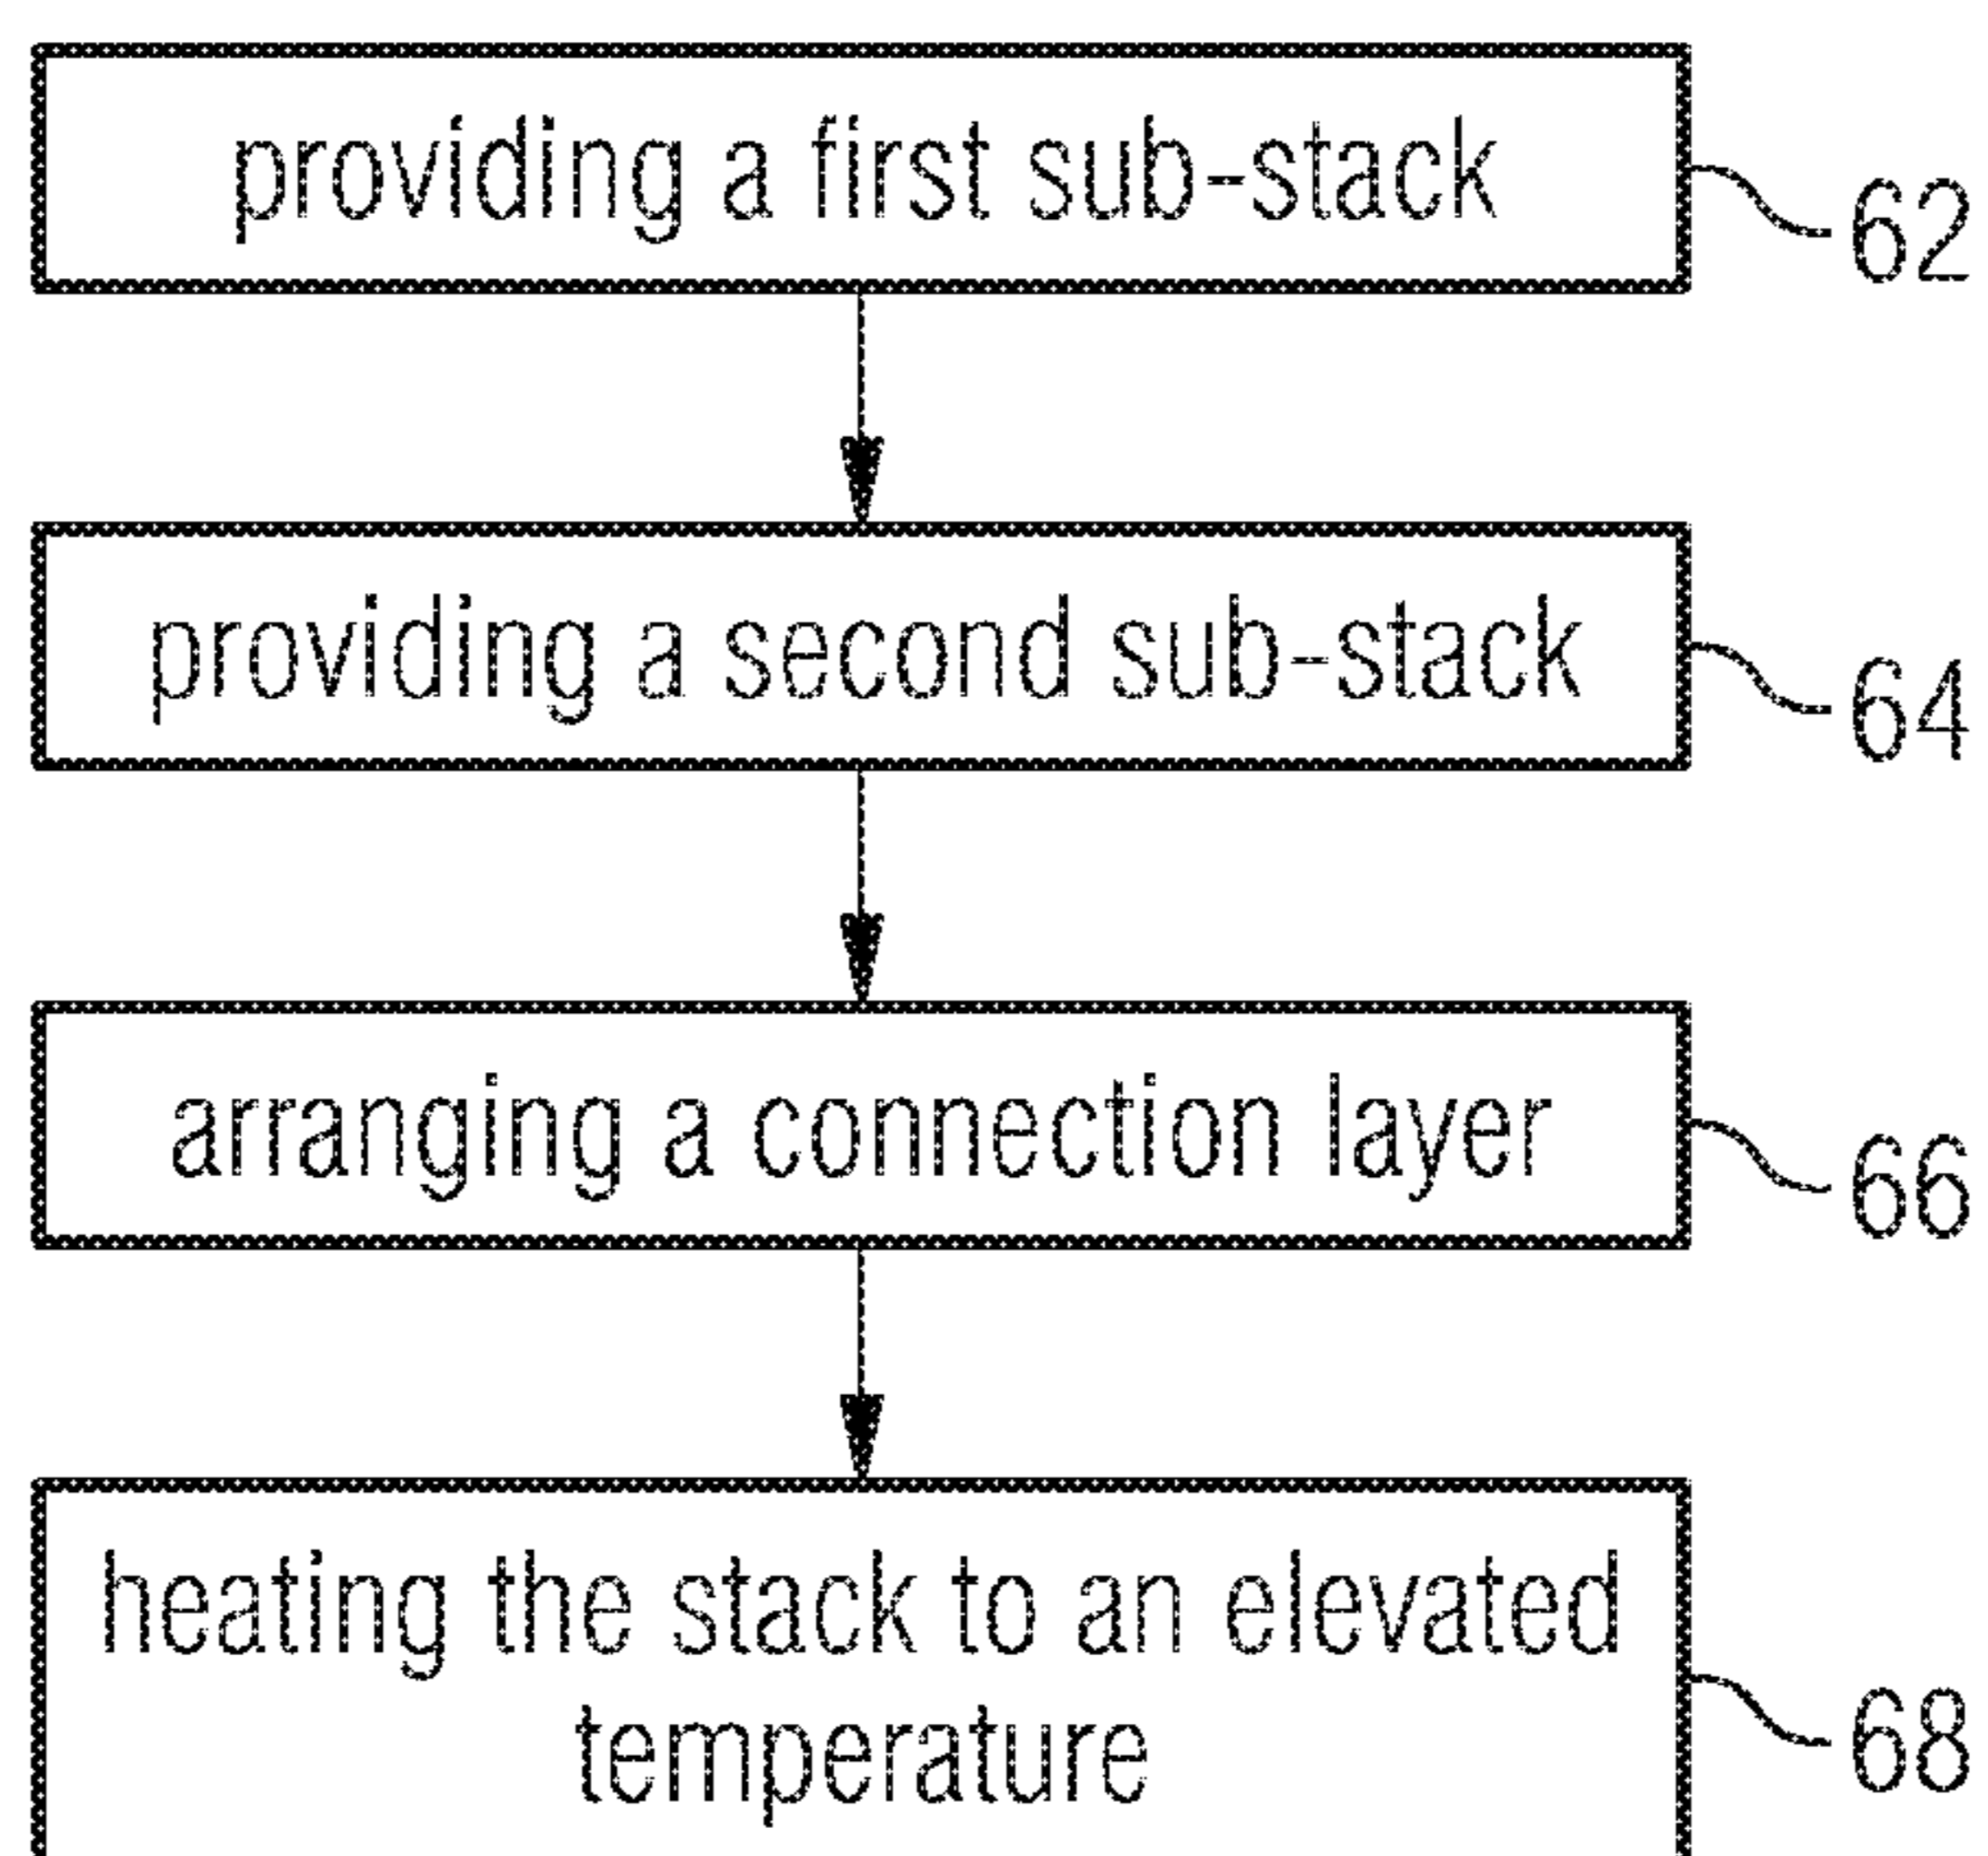 providing a first sub-stack
62
providing a second sub-stack
64
arranging a connection layer
66
heating the stack to an elevated
temperature
68